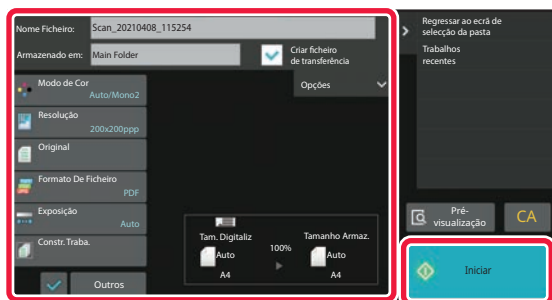 Nome Ficheiro:
Scan_20210408_115254
Armazenado em:
Main Folder
Criar ficheiro
de transferência
Modo de Cor
Auto/Mono2
Opções
Resolução
200x200ppp
Original
Formato De Ficheiro
PDF
Exposição
Auto
Constr.Traba.
Outros
Tam. Digitaliz
Auto
A4
100%
Tamanho Armaz.
Auto
A4
Regressar ao ecrã de
selecção da pasta
Trabalhos
recentes
Pré-
visualização
CA
Iniciar